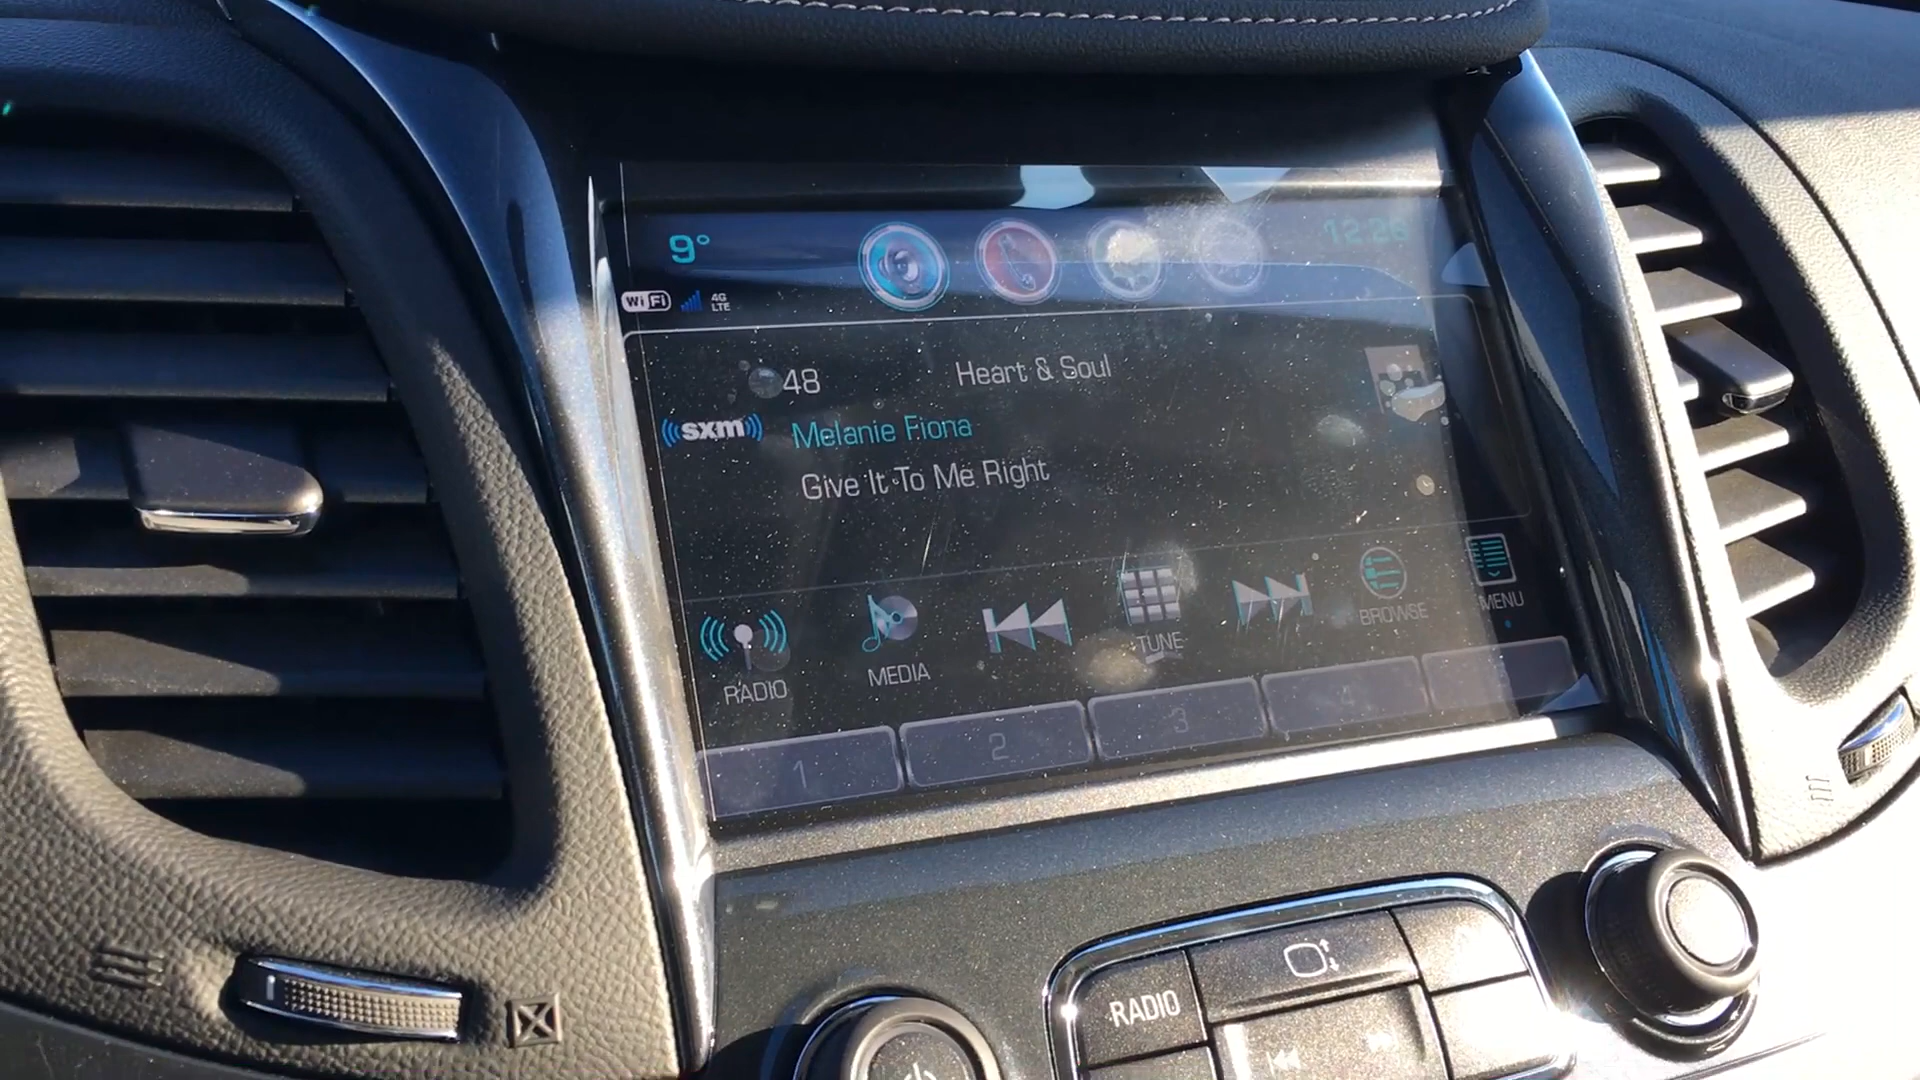 9°
WiFi 4G LTE
48 Heart & Soul
((sxm)) Melanie Fiona
Give It To Me Right
RADIO MEDIA TUNE BROWSE MENU
1 2 3 4
RADIO